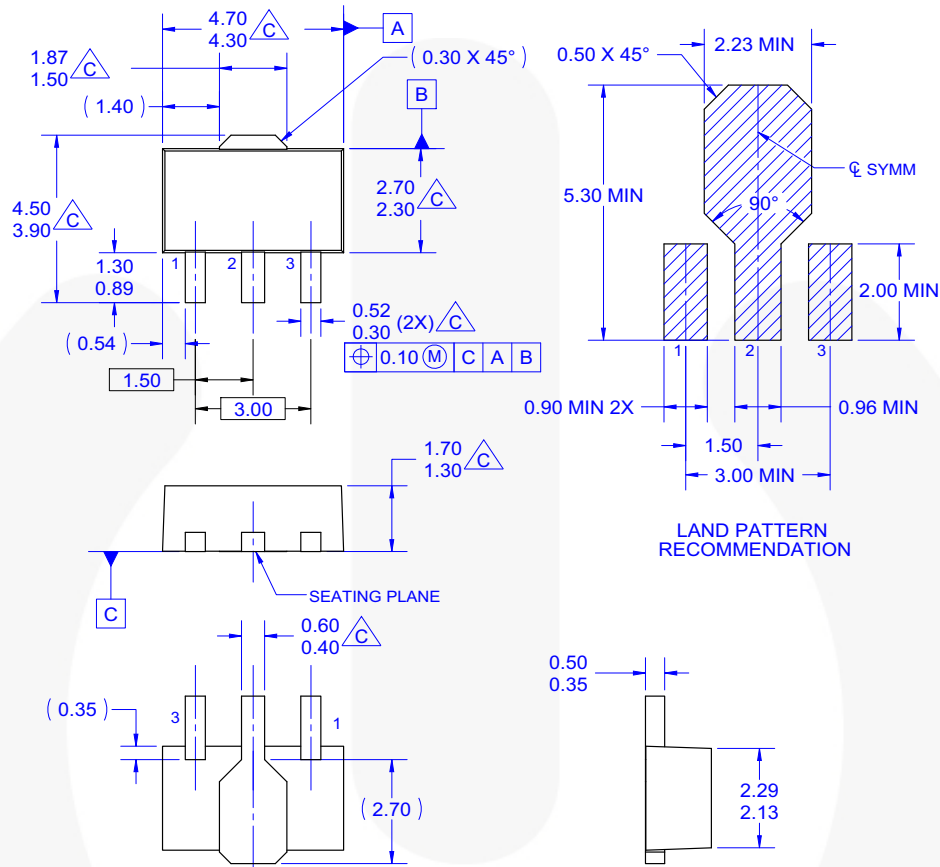 4.70
4.30 C
A
1.87
1.50 C
( 0.30 X 45° )
( 1.40 )
B
4.50
3.90 C
2.70
2.30 C
1 2 3
1.30
0.89
0.52
0.30 (2X) C
( 0.54 )
⌖ 0.10 Ⓜ C A B
1.50
3.00
2.23 MIN
0.50 X 45°
℄ SYMM
5.30 MIN
90°
2.00 MIN
1 2 3
0.90 MIN 2X
0.96 MIN
1.50
3.00 MIN
LAND PATTERN
RECOMMENDATION
1.70
1.30 C
SEATING PLANE
C
0.60
0.40 C
( 0.35 )
3 1
( 2.70 )
0.50
0.35
2.29
2.13